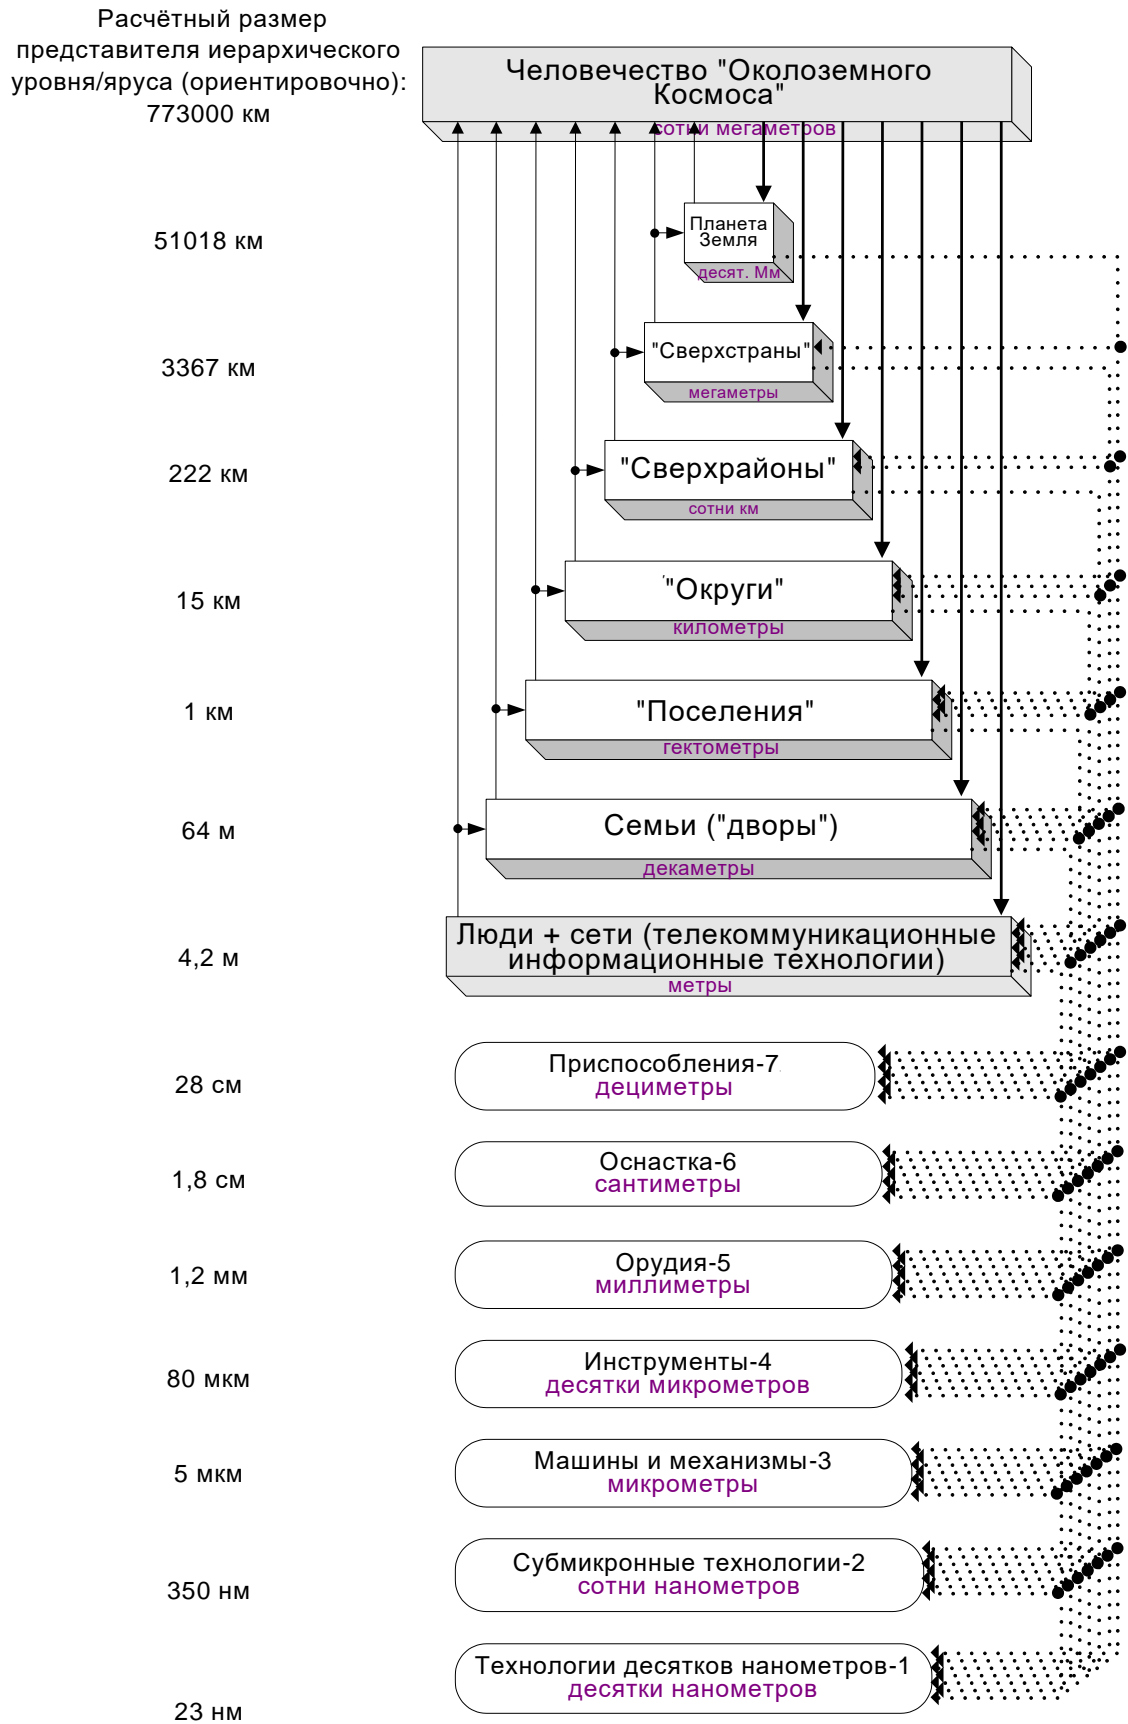 Расчётный размер
представителя иерархического
уровня/яруса (ориентировочно):
773000 км
Человечество "Околоземного
Космоса"
сотни мегаметров
51018 км
Планета
Земля
десят. Мм
3367 км
"Сверхстраны"
мегаметры
222 км
"Сверхрайоны"
сотни км
15 км
"Округи"
километры
1 км
"Поселения"
гектометры
64 м
Семьи ("дворы")
декаметры
4,2 м
Люди + сети (телекоммуникационные
информационные технологии)
метры
28 см
Приспособления-7
дециметры
1,8 см
Оснастка-6
сантиметры
1,2 мм
Орудия-5
миллиметры
80 мкм
Инструменты-4
десятки микрометров
5 мкм
Машины и механизмы-3
микрометры
350 нм
Субмикронные технологии-2
сотни нанометров
23 нм
Технологии десятков нанометров-1
десятки нанометров